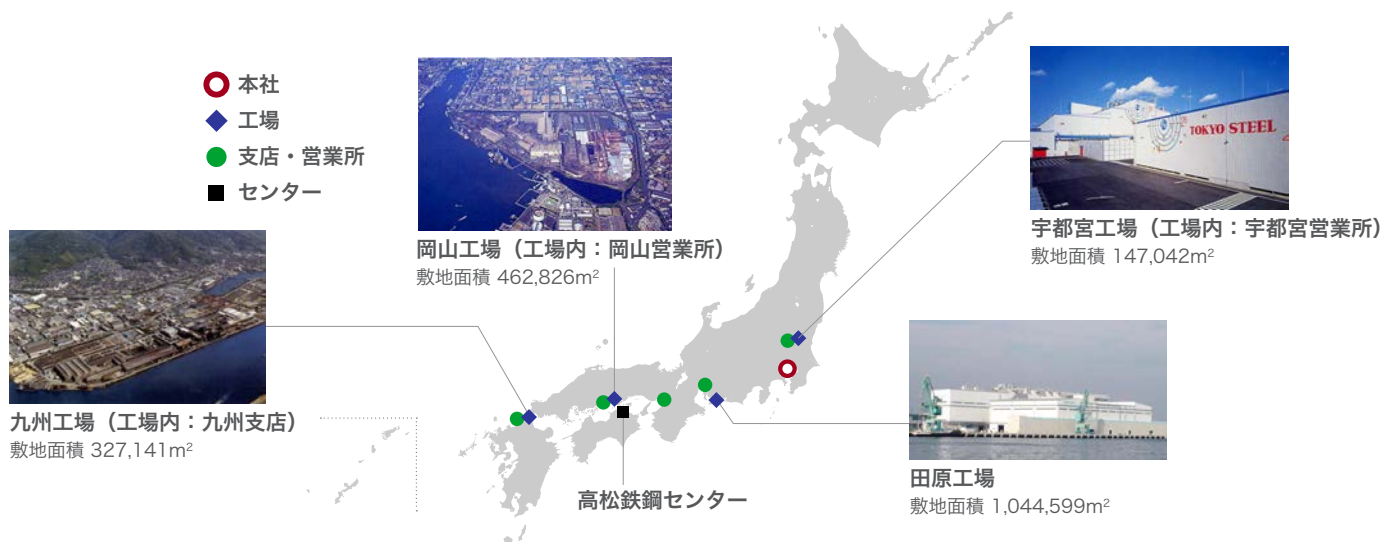 本社
工場
支店・営業所
センター
岡山工場（工場内：岡山営業所）
敷地面積 462,826m²
TOKYO STEEL
宇都宮工場（工場内：宇都宮営業所）
敷地面積 147,042m²
九州工場（工場内：九州支店）
敷地面積 327,141m²
田原工場
敷地面積 1,044,599m²
高松鉄鋼センター